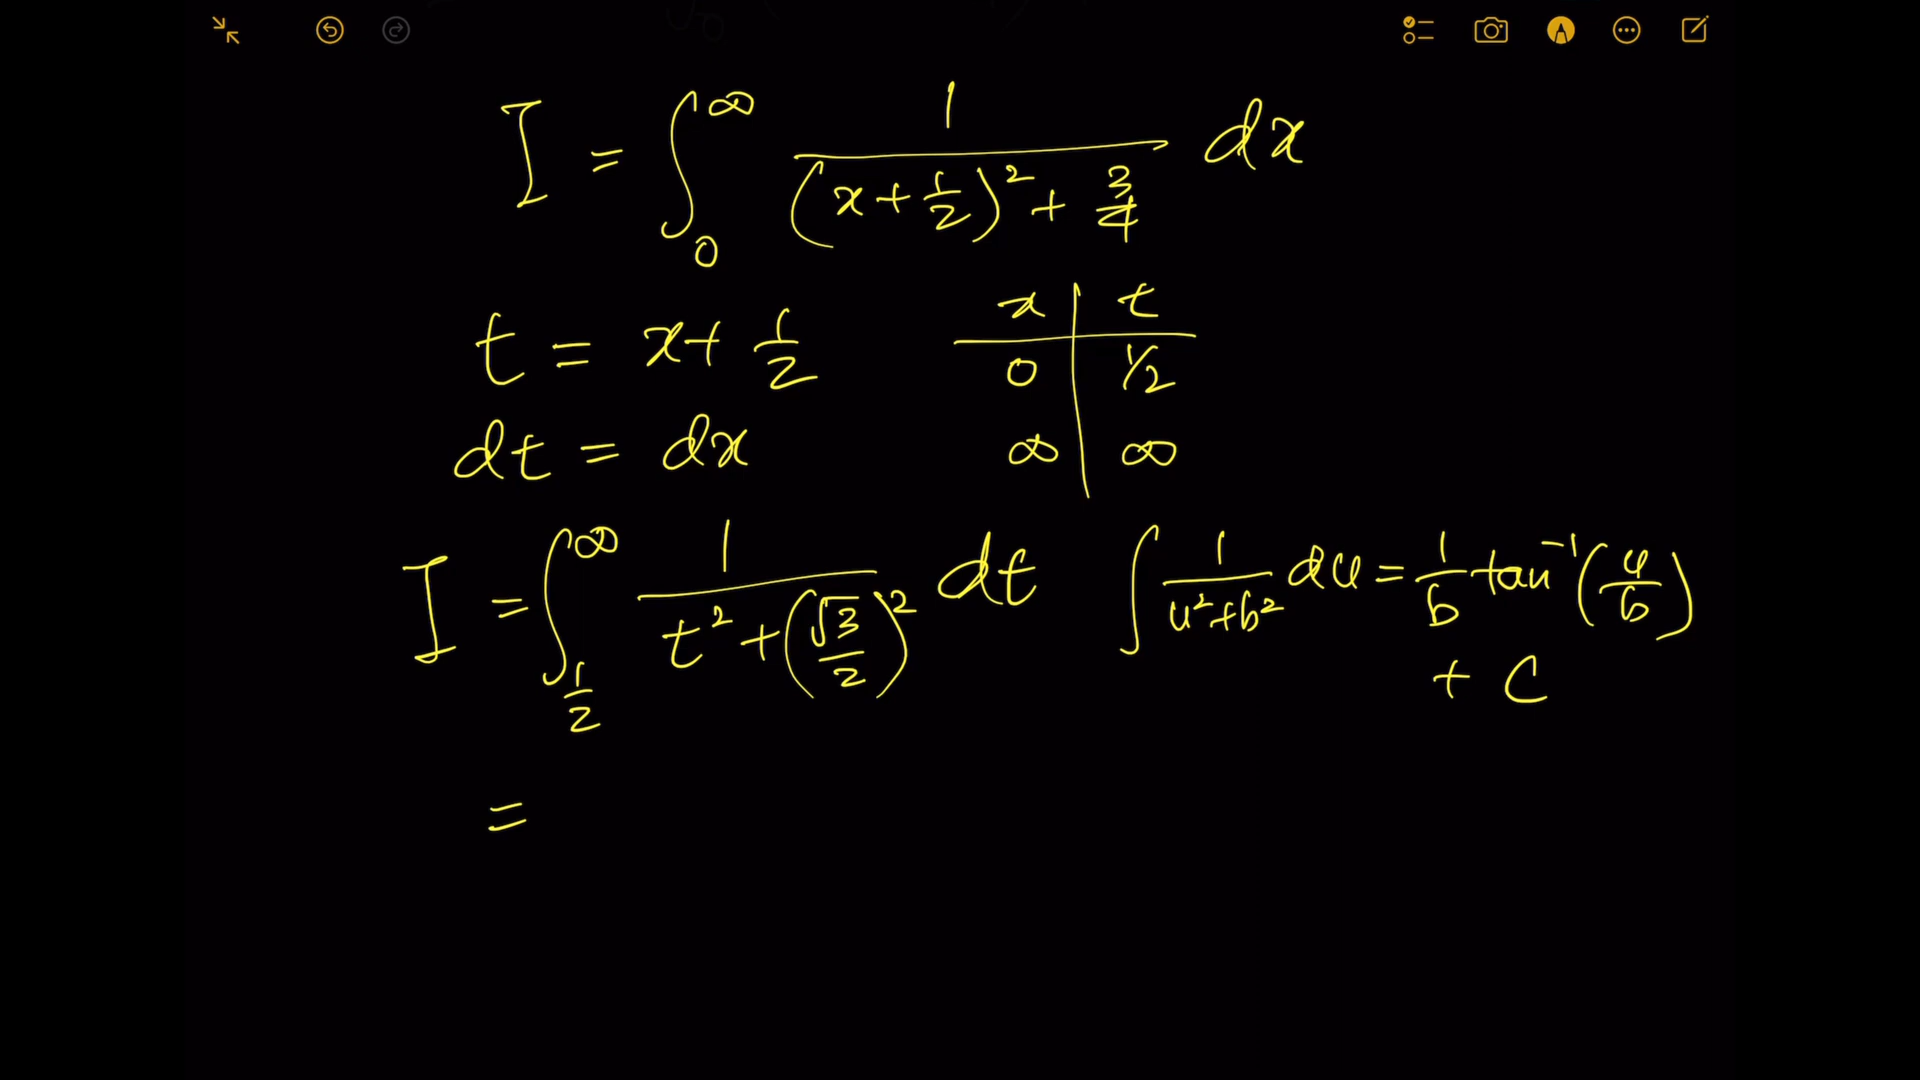 I = ∫₀^∞ 1/((x + 1/2)² + 3/4) dx
t = x + 1/2
x | t
0 | 1/2
∞ | ∞
dt = dx
I = ∫_{1/2}^∞ 1/(t² + (√3/2)²) dt
∫ 1/(u² + b²) du = 1/b tan⁻¹(u/b)
+ C
=